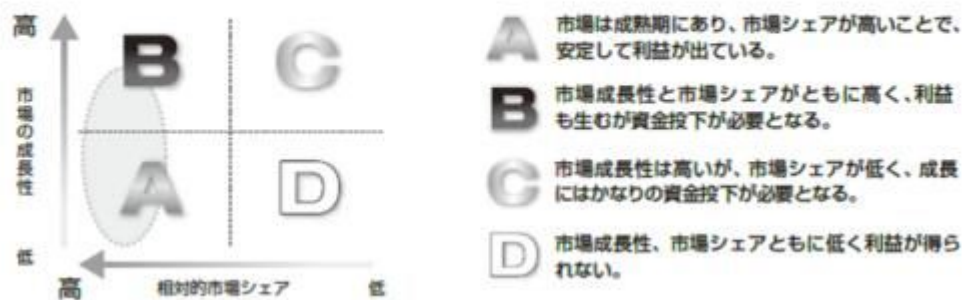 高
市場の成長性
低
B
C
A
D
高
相対的市場シェア
低
A
市場は成熟期にあり、市場シェアが高いことで、
安定して利益が出ている。
B
市場成長性と市場シェアがともに高く、利益
も生むが資金投下が必要となる。
C
市場成長性は高いが、市場シェアが低く、成長
にはかなりの資金投下が必要となる。
D
市場成長性、市場シェアともに低く利益が得ら
れない。